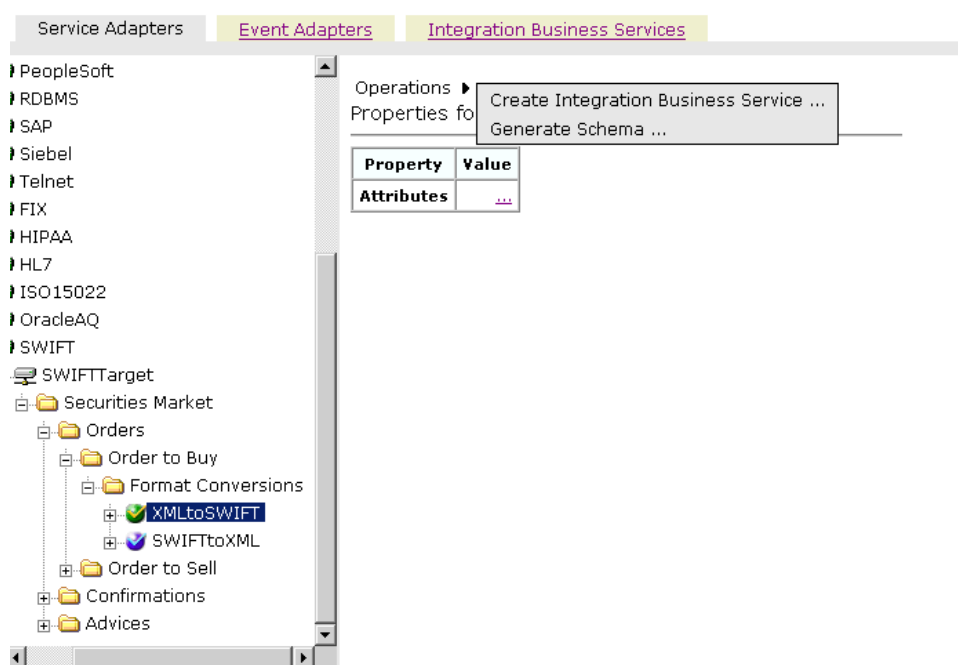 Service Adapters
Event Adapters
Integration Business Services
PeopleSoft
RDBMS
SAP
Siebel
Telnet
FIX
HIPAA
HL7
ISO15022
OracleAQ
SWIFT
SWIFTTarget
Securities Market
Orders
Order to Buy
Format Conversions
XMLtoSWIFT
SWIFTtoXML
Order to Sell
Confirmations
Advices
Operations
Create Integration Business Service ...
Generate Schema ...
Properties fo
Property Value
Attributes ...